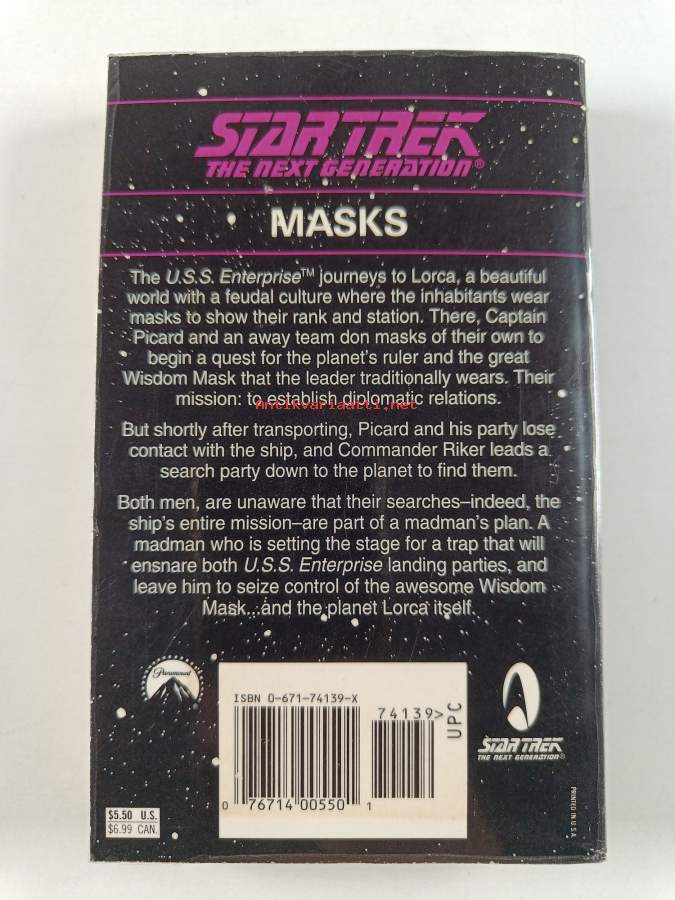 STAR TREK
THE NEXT GENERATION®
MASKS
The U.S.S. Enterprise™ journeys to Lorca, a beautiful
world with a feudal culture where the inhabitants wear
masks to show their rank and station. There, Captain
Picard and an away team don masks of their own to
begin a quest for the planet's ruler and the great
Wisdom Mask that the leader traditionally wears. Their
mission: to establish diplomatic relations.
Antikvariaatti.net
But shortly after transporting, Picard and his party lose
contact with the ship, and Commander Riker leads a
search party down to the planet to find them.
Both men, are unaware that their searches–indeed, the
ship's entire mission–are part of a madman's plan. A
madman who is setting the stage for a trap that will
ensnare both U.S.S. Enterprise landing parties, and
leave him to seize control of the awesome Wisdom
Mask...and the planet Lorca itself.
Paramount
ISBN 0-671-74139-X
74139>
UPC
0 76714 00550 1
STAR TREK
THE NEXT GENERATION®
PRINTED IN U.S.A.
$5.50 U.S.
$6.99 CAN.